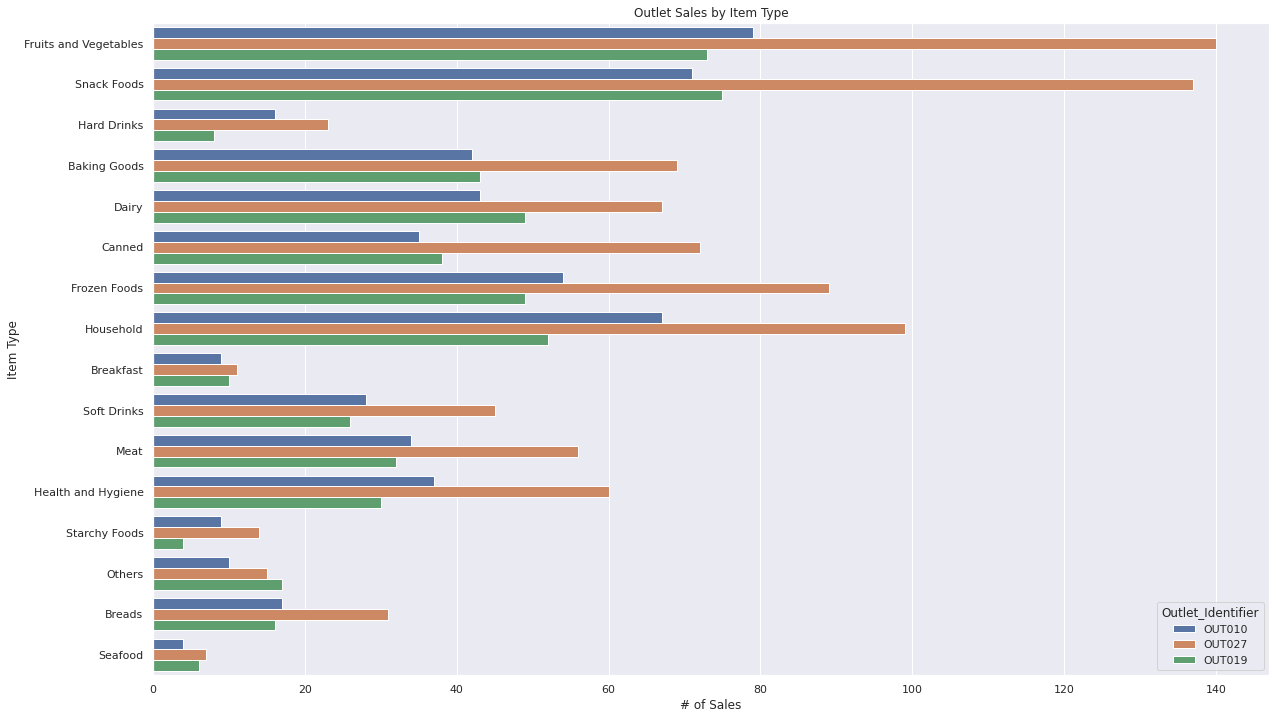 Outlet Sales by Item Type
Fruits and Vegetables
Snack Foods
Hard Drinks
Baking Goods
Dairy
Canned
Frozen Foods
Household
Breakfast
Soft Drinks
Meat
Health and Hygiene
Starchy Foods
Others
Breads
Seafood
Item Type
0 20 40 60 80 100 120 140
# of Sales
Outlet_Identifier
OUT010
OUT027
OUT019